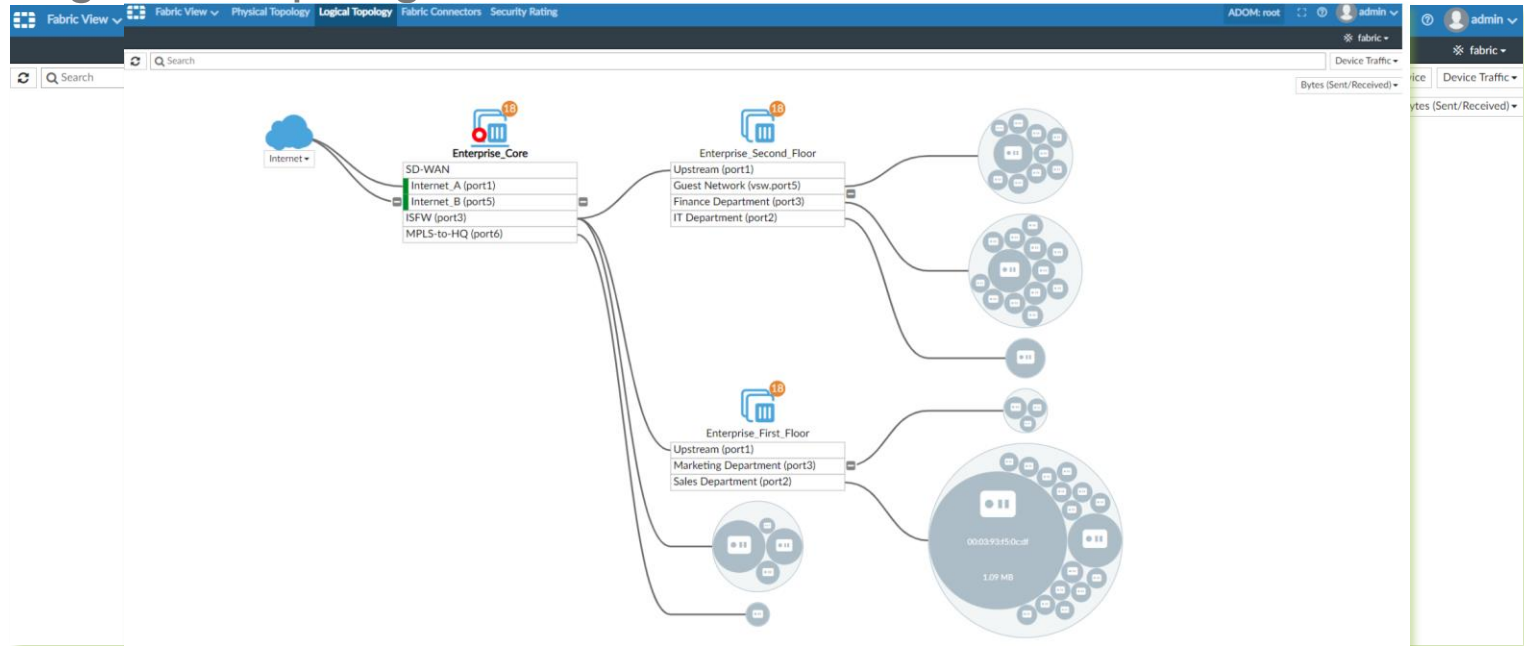 Fabric View
Fabric View Physical Topology Logical Topology Fabric Connectors Security Rating ADOM: root admin
admin
fabric
fabric
Search
Search Device Traffic
Device Traffic
Bytes (Sent/Received)
(Sent/Received)
18
18
Internet
Enterprise_Core
SD-WAN
Internet_A (port1)
Internet_B (port5)
ISFW (port3)
MPLS-to-HQ (port6)
Enterprise_Second_Floor
Upstream (port1)
Guest Network (vsw.port5)
Finance Department (port3)
IT Department (port2)
18
Enterprise_First_Floor
Upstream (port1)
Marketing Department (port3)
Sales Department (port2)
00:03:93:f5:0c:df
1.09 MB